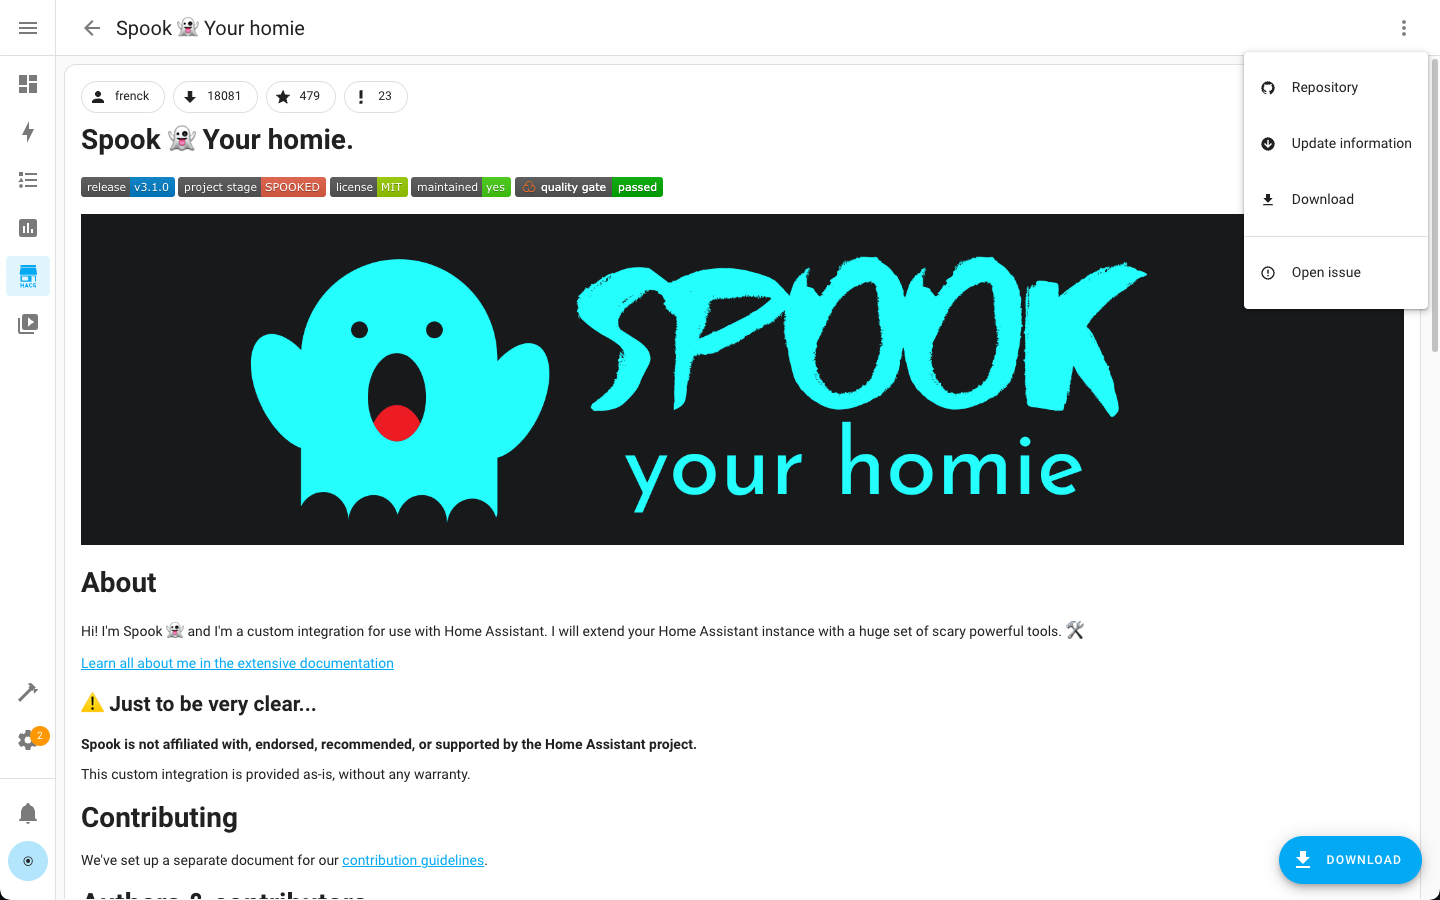 Spook 👻 Your homie
Repository
Update information
Download
Open issue
frenck
18081
479
23
Spook 👻 Your homie.
release v3.1.0
project stage SPOOKED
license MIT
maintained yes
quality gate passed
SPOOK
your homie
About
Hi! I'm Spook 👻 and I'm a custom integration for use with Home Assistant. I will extend your Home Assistant instance with a huge set of scary powerful tools. 🛠️
Learn all about me in the extensive documentation
⚠️ Just to be very clear...
Spook is not affiliated with, endorsed, recommended, or supported by the Home Assistant project.
This custom integration is provided as-is, without any warranty.
Contributing
We've set up a separate document for our contribution guidelines.
Authors & contributors
HACS
2
DOWNLOAD